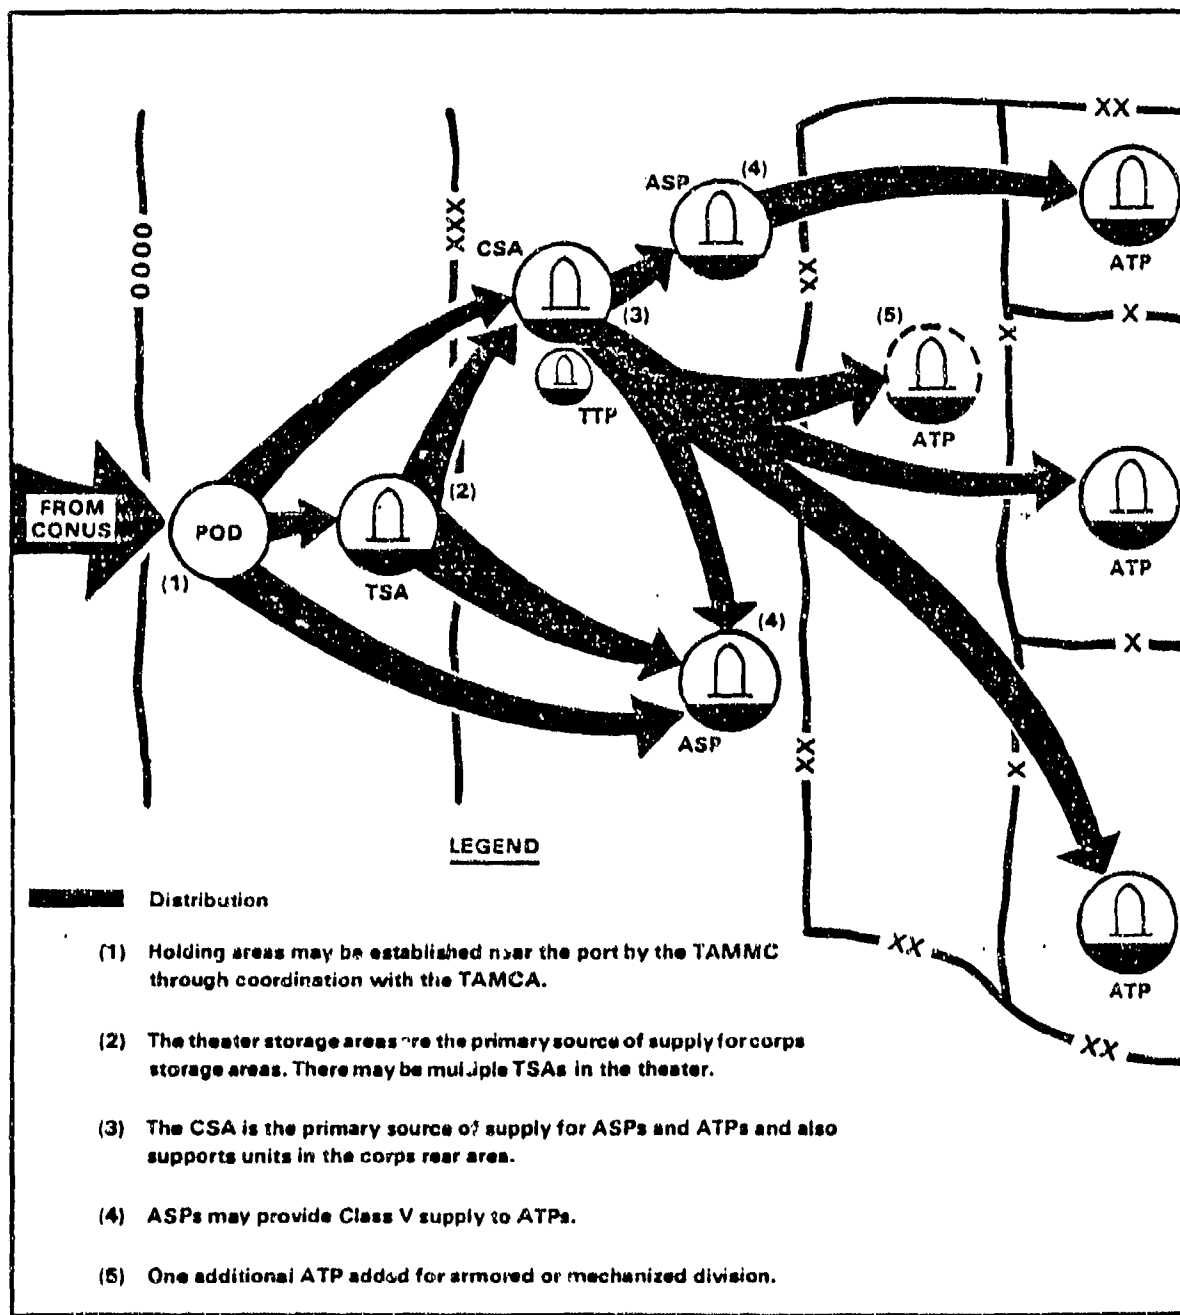 XX
(4)
ASP
ATP
XXX
0000
CSA
XX
(3)
X
(5)
X
TTP
ATP
FROM
CONUS
POD
(2)
(1)
TSA
ATP
(4)
X
ASP
XX
X
LEGEND
Distribution
XX
ATP
XX
(1) Holding areas may be established near the port by the TAMMC
through coordination with the TAMCA.
(2) The theater storage areas are the primary source of supply for corps
storage areas. There may be multiple TSAs in the theater.
(3) The CSA is the primary source of supply for ASPs and ATPs and also
supports units in the corps rear area.
(4) ASPs may provide Class V supply to ATPs.
(5) One additional ATP added for armored or mechanized division.